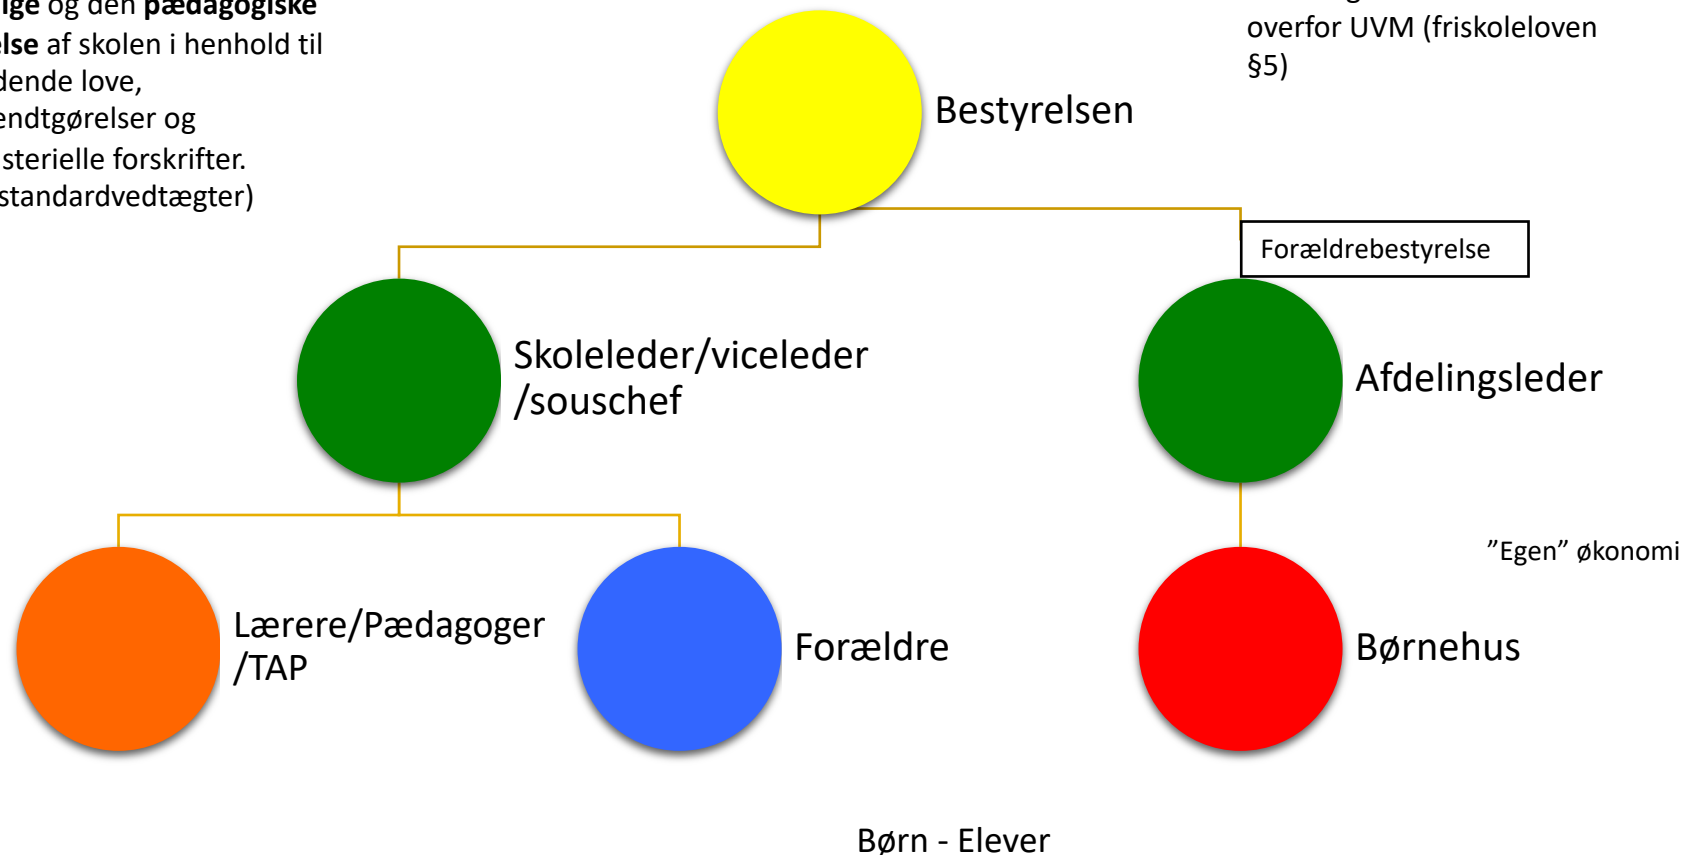 og den pædagogiske
af skolen i henhold til
love,
og
forskrifter.
standardvedtægter)
overfor UVM (friskoleloven
§5)
Bestyrelsen
Forældrebestyrelse
Skoleleder/viceleder
/souschef
Afdelingsleder
”Egen” økonomi
Lærere/Pædagoger
/TAP
Forældre
Børnehus
Børn - Elever